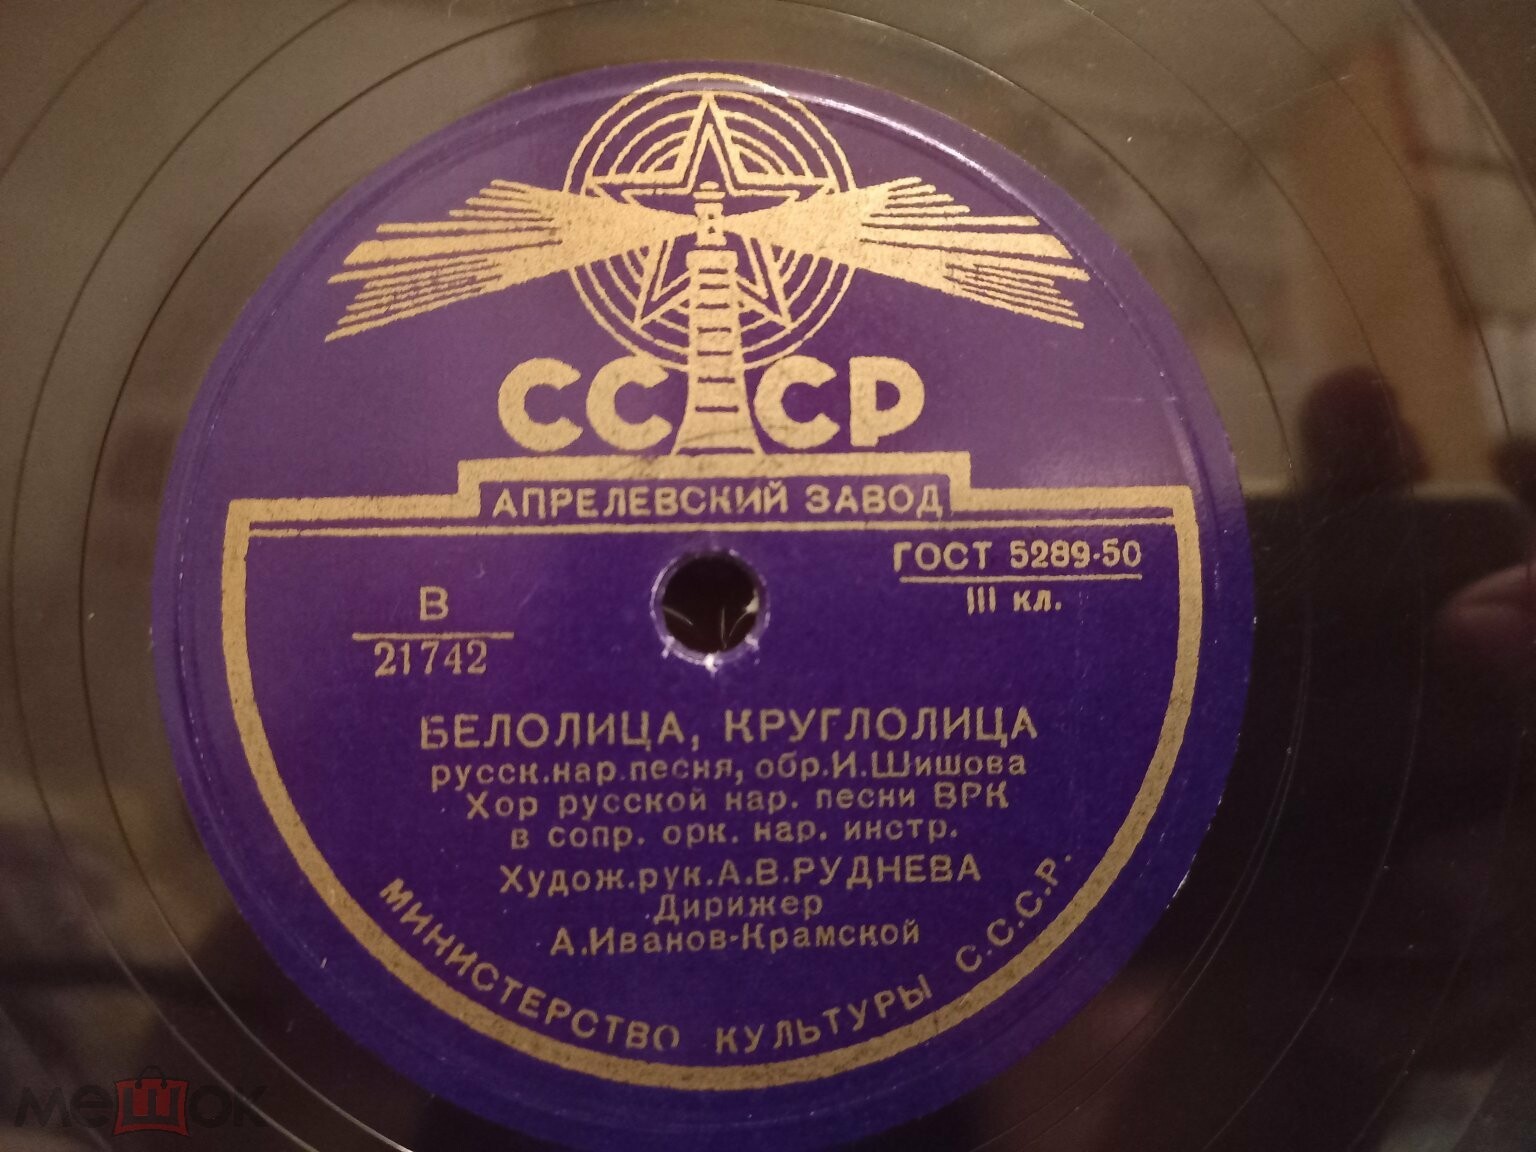 СССР
АПРЕЛЕВСКИЙ ЗАВОД
ГОСТ 5289-50
III кл.
В
21742
БЕЛОЛИЦА, КРУГЛОЛИЦА
русск.нар.песня, обр.И.Шишова
Хор русской нар. песни ВРК
в сопр. орк. нар. инстр.
Худож.рук.А.В.РУДНЕВА
Дирижер
А.Иванов-Крамской
МИНИСТЕРСТВО КУЛЬТУРЫ С.С.С.Р.
мешок